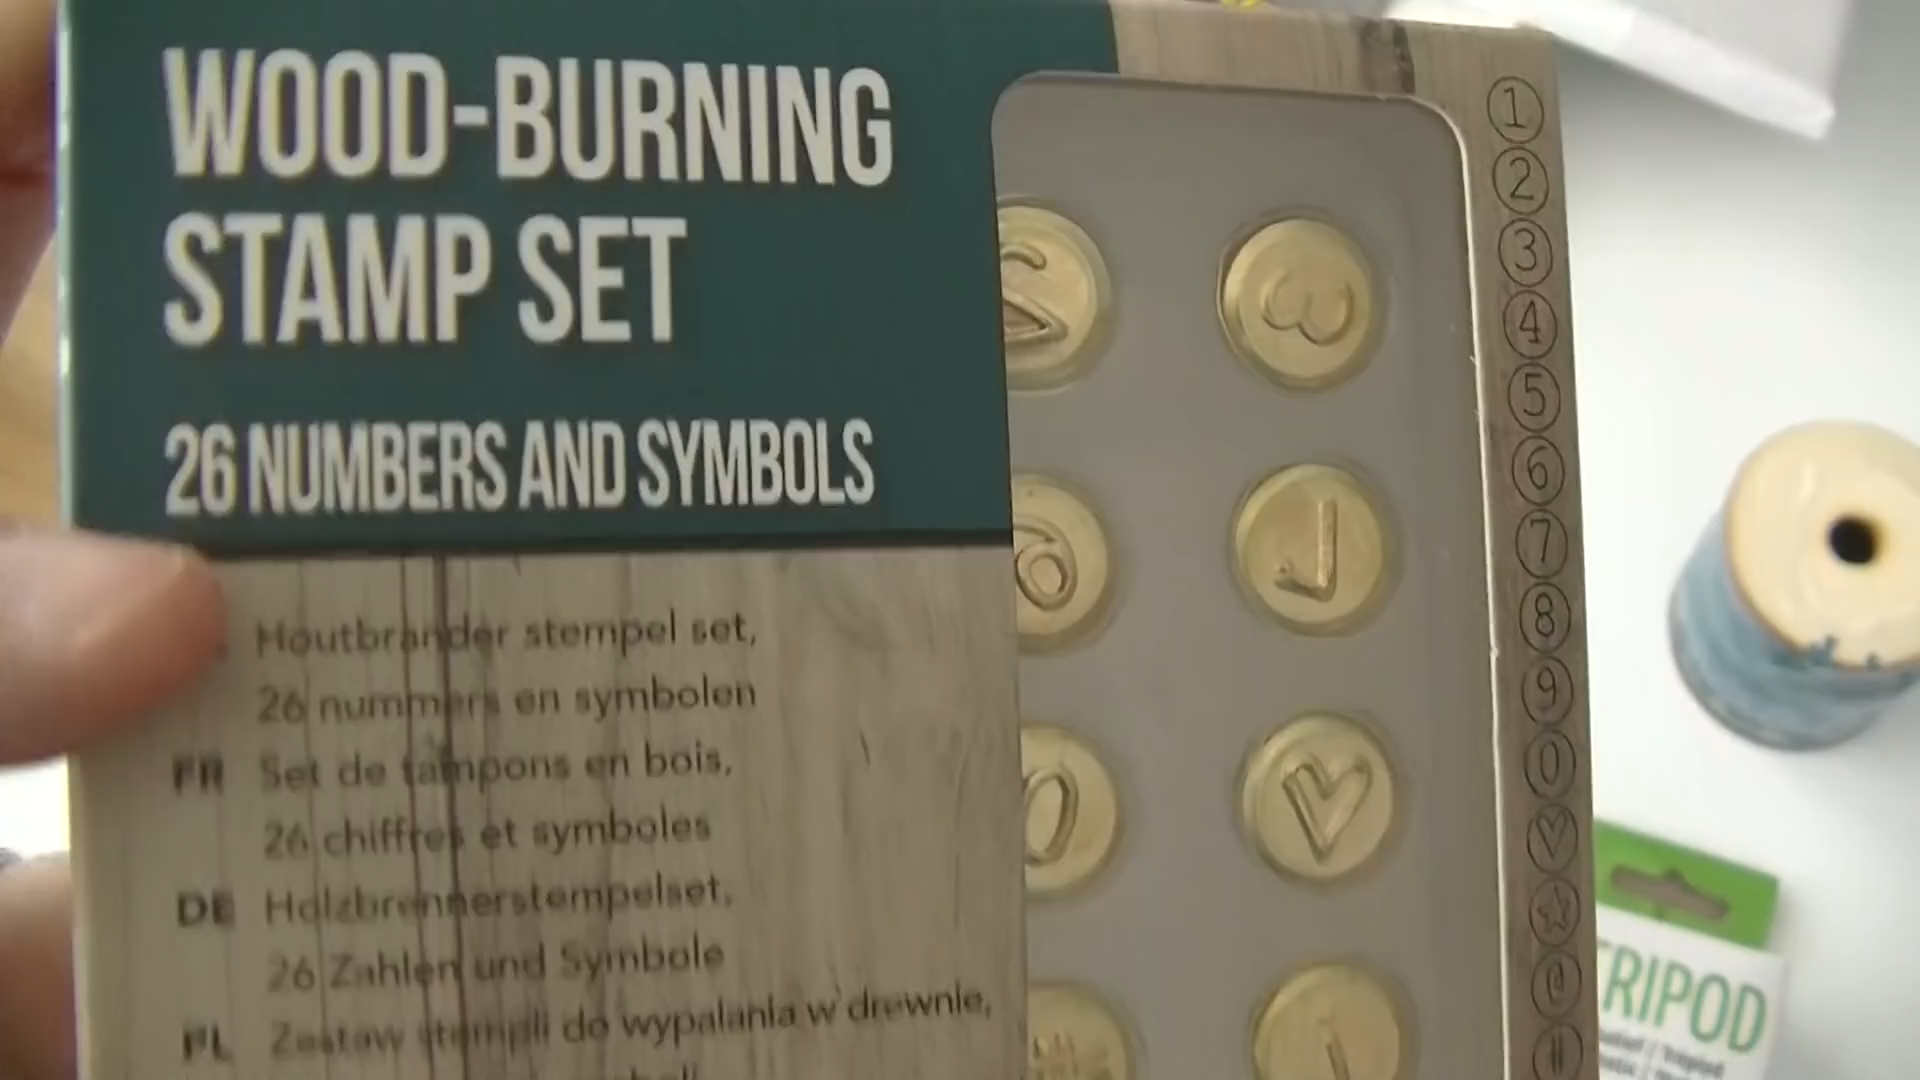 WOOD-BURNING
STAMP SET
26 NUMBERS AND SYMBOLS
Houtbrander stempel set,
26 nummers en symbolen
FR Set de tampons en bois,
26 chiffres et symboles
DE Holzbrennerstempelset,
26 Zahlen und Symbole
PL Zestaw stempli do wypalania w drewnie,
1
2
3
4
5
6
7
8
9
0
@
#
RIPOD